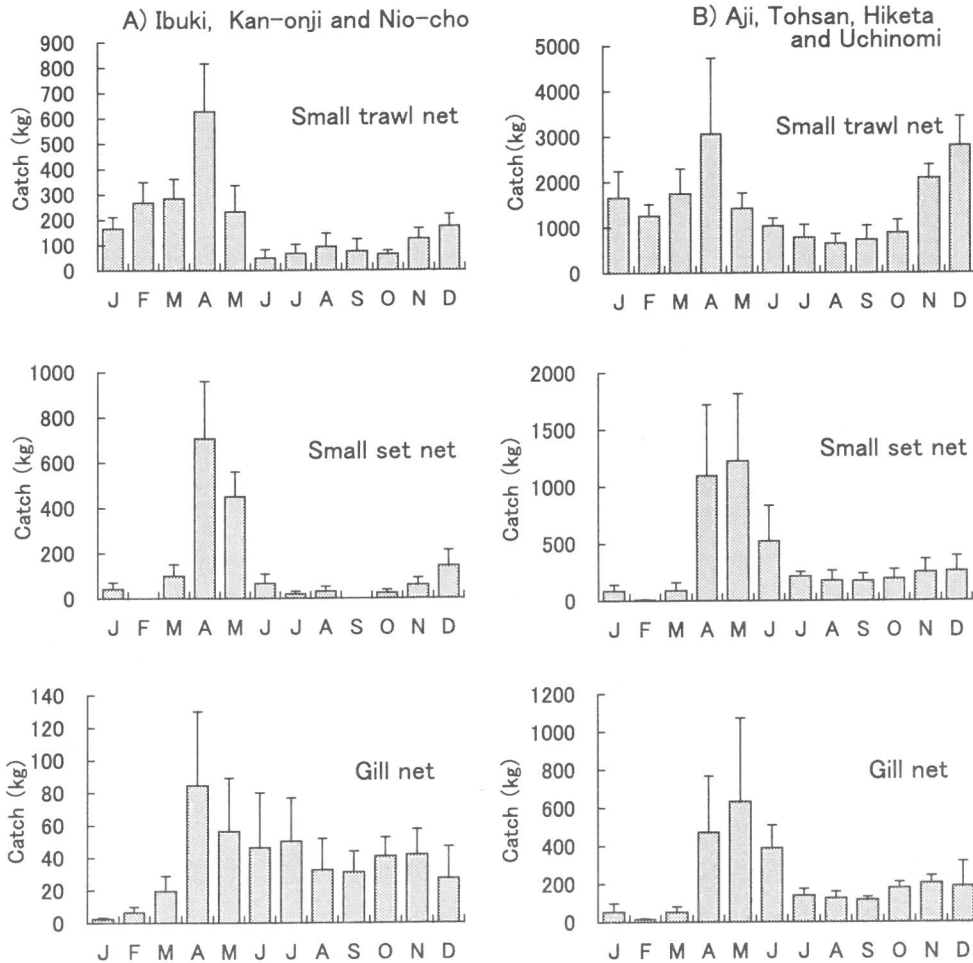 A) Ibuki, Kan-onji and Nio-cho
Catch (kg)
900
800
700
600
500
400
300
200
100
0
Small trawl net
J F M A M J J A S O N D
B) Aji, Tohsan, Hiketa
and Uchinomi
Catch (kg)
5000
4000
3000
2000
1000
0
Small trawl net
J F M A M J J A S O N D
Catch (kg)
1000
800
600
400
200
0
Small set net
J F M A M J J A S O N D
Catch (kg)
2000
1500
1000
500
0
Small set net
J F M A M J J A S O N D
Catch (kg)
140
120
100
80
60
40
20
0
Gill net
J F M A M J J A S O N D
Catch (kg)
1200
1000
800
600
400
200
0
Gill net
J F M A M J J A S O N D